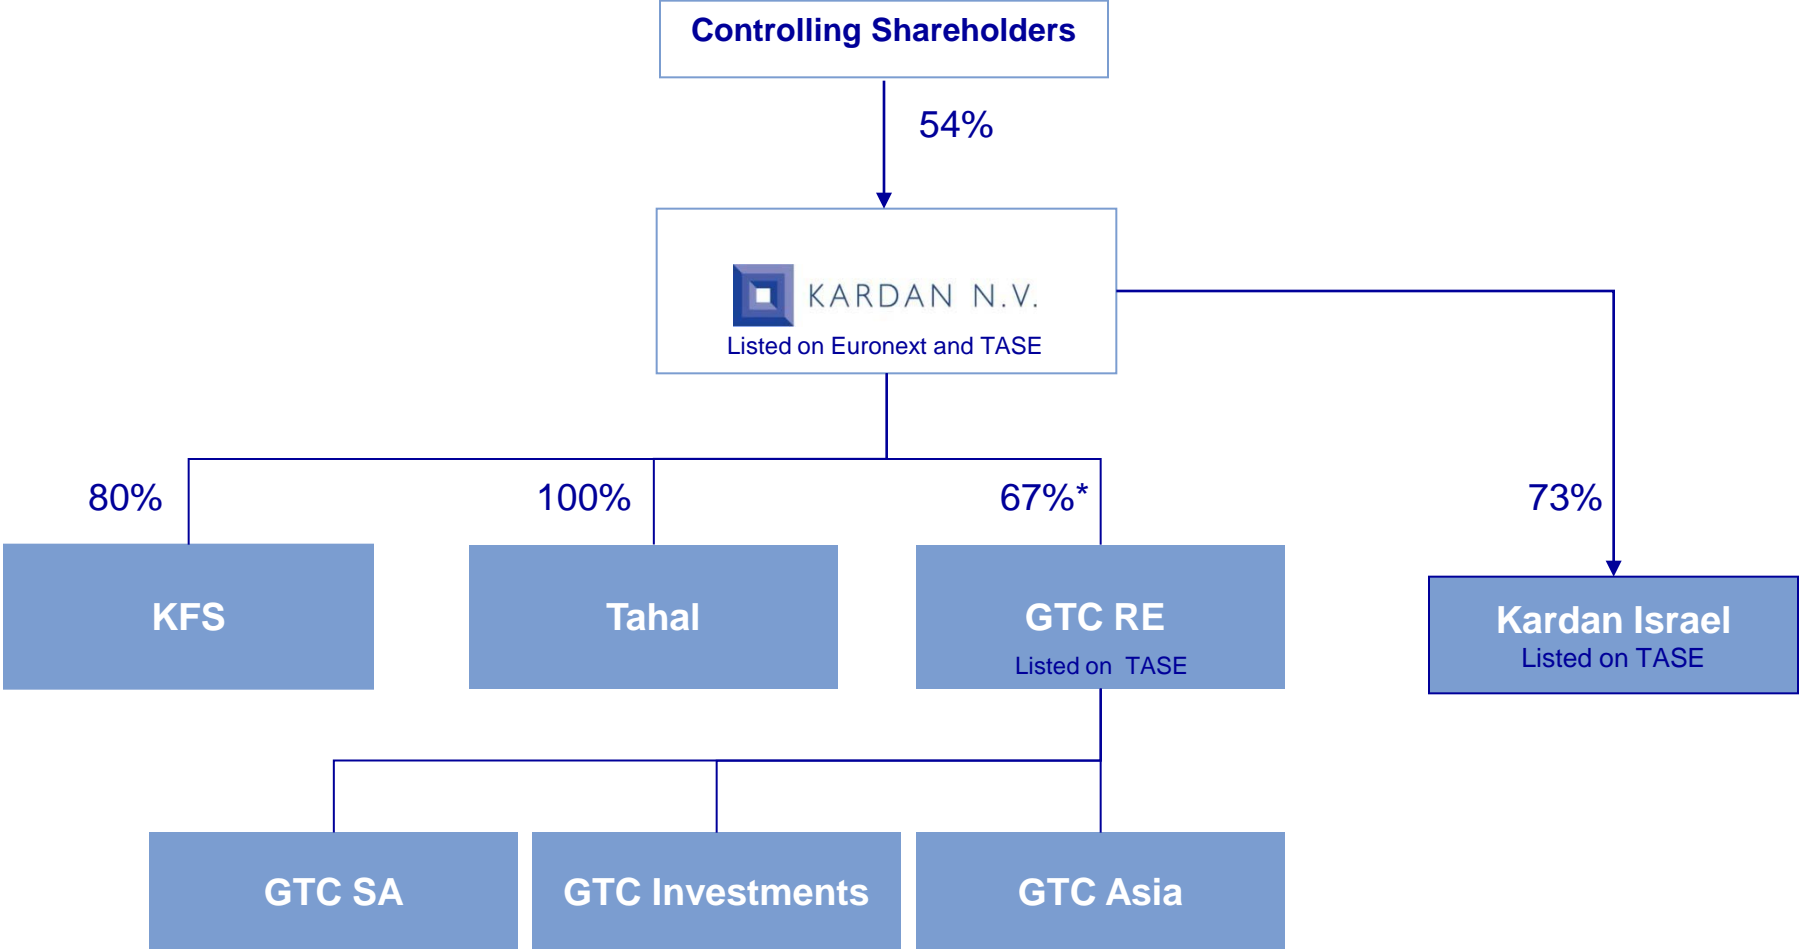 Controlling Shareholders
54%
KARDAN N.V.
Listed on Euronext and TASE
80%
100%
67%*
73%
KFS
Tahal
GTC RE
Listed on TASE
Kardan Israel
Listed on TASE
GTC SA
GTC Investments
GTC Asia